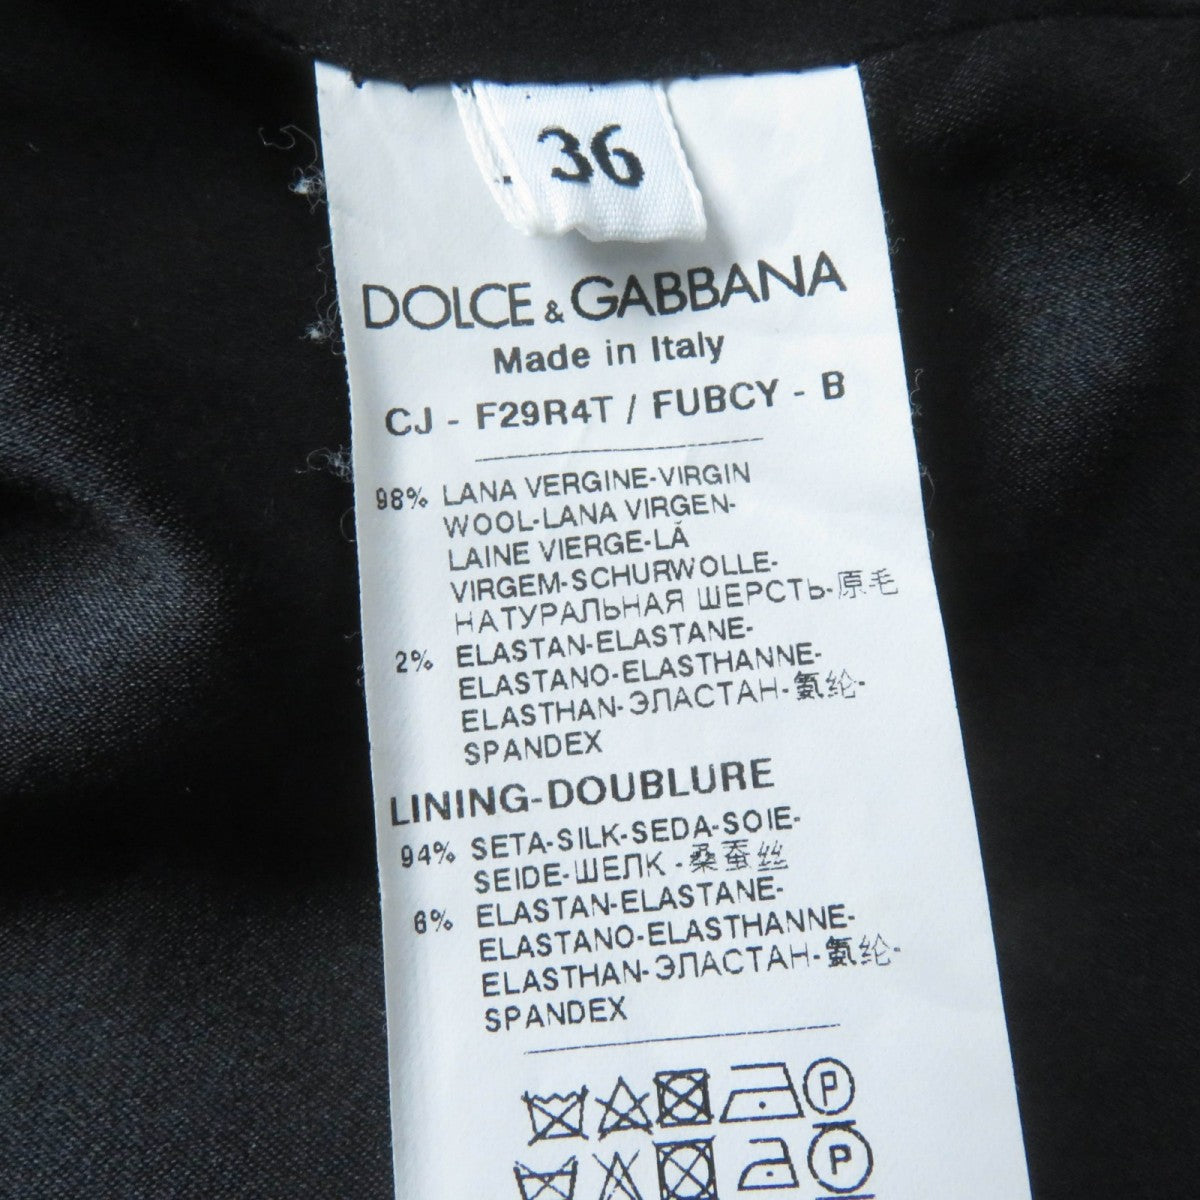 36
DOLCE & GABBANA
Made in Italy
CJ - F29R4T / FUBCY - B
98% LANA VERGINE-VIRGIN
WOOL-LANA VIRGEN-
LAINE VIERGE-LÃ
VIRGEM-SCHURWOLLE-
НАТУРАЛЬНАЯ ШЕРСТЬ-原毛
2% ELASTAN-ELASTANE-
ELASTANO-ELASTHANNE-
ELASTHAN-ЭЛАСТАН-氨纶-
SPANDEX
LINING-DOUBLURE
94% SETA-SILK-SEDA-SOIE-
SEIDE-ШЕЛК-桑蚕丝
6% ELASTAN-ELASTANE-
ELASTANO-ELASTHANNE-
ELASTHAN-ЭЛАСТАН-氨纶-
SPANDEX
P
P